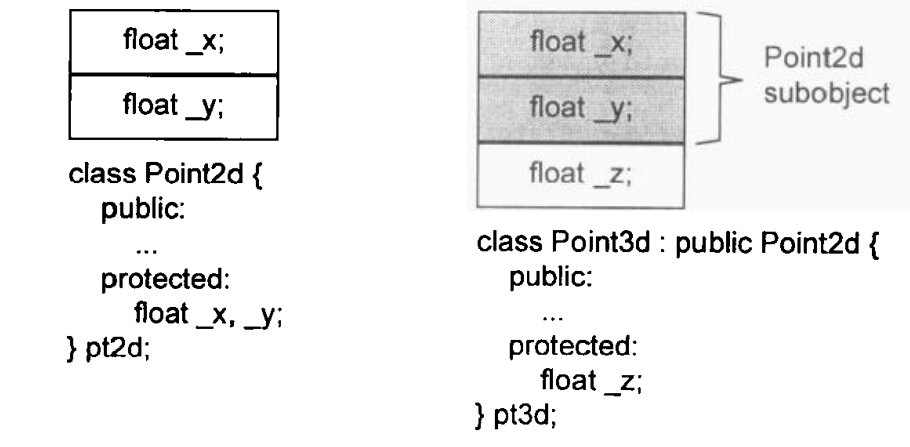 float _x;
float _y;
class Point2d {
public:
...
protected:
float _x, _y;
} pt2d;
float _x;
float _y;
float _z;
Point2d
subobject
class Point3d : public Point2d {
public:
...
protected:
float _z;
} pt3d;